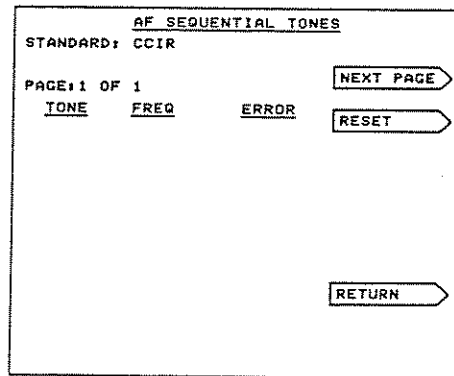 AF SEQUENTIAL TONES
STANDARD: CCIR
NEXT PAGE
PAGE:1 OF 1
TONE FREQ ERROR
RESET
RETURN